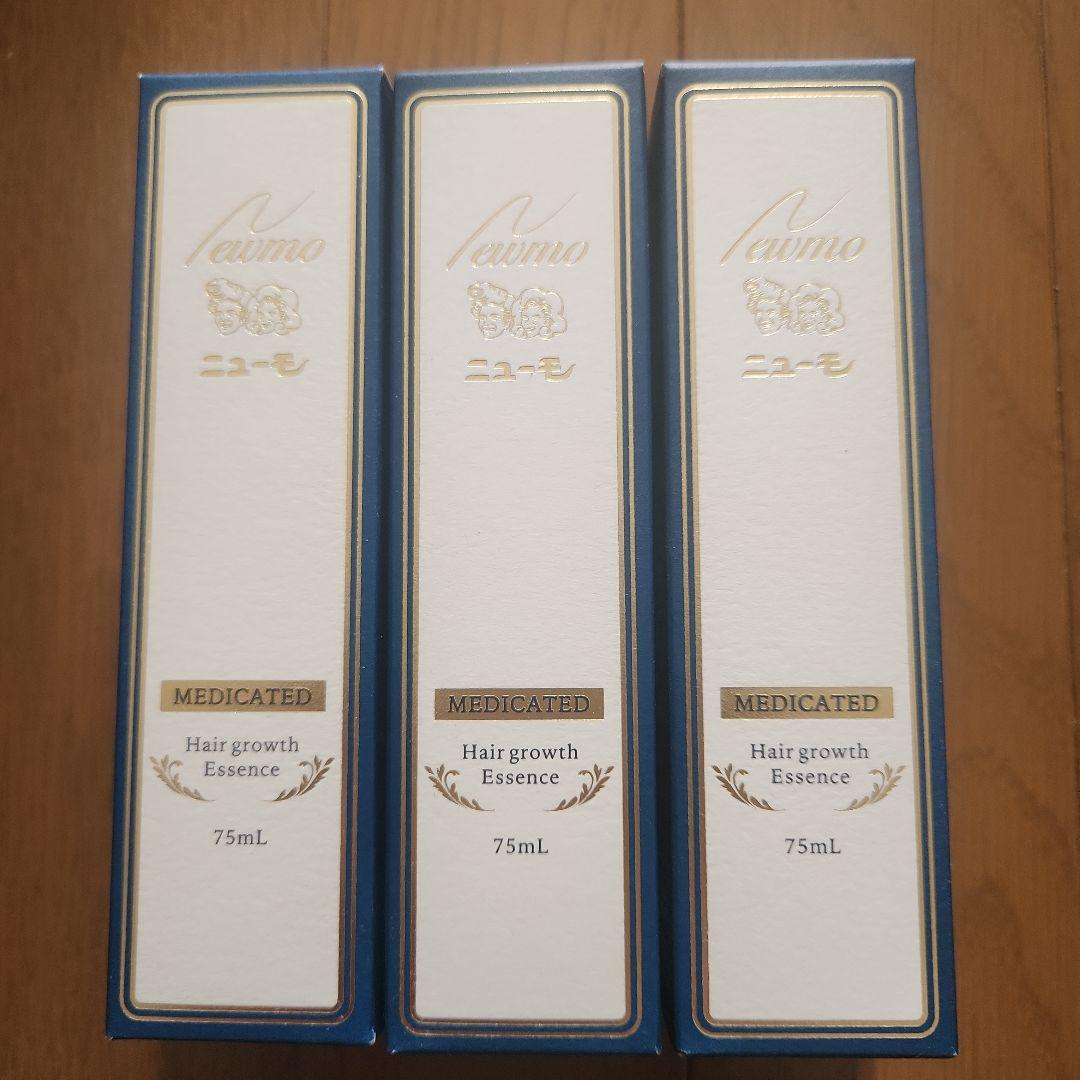 Newmo
ニューモ
MEDICATED
Hair growth
Essence
75mL
Newmo
ニューモ
MEDICATED
Hair growth
Essence
75mL
Newmo
ニューモ
MEDICATED
Hair growth
Essence
75mL